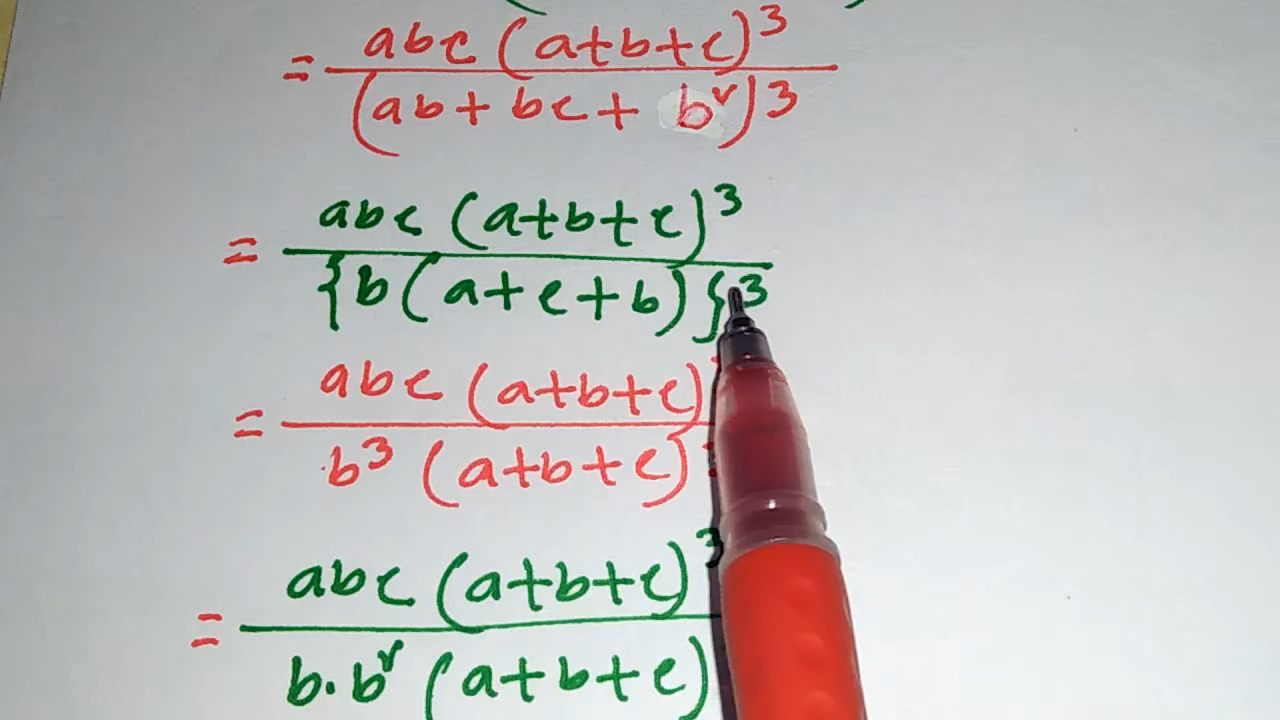 = abc (a+b+c)³
(ab + bc + b²)³
= abc (a+b+c)³
{b(a+c+b)}³
= abc (a+b+c)
b³ (a+b+c)
= abc (a+b+c)³
b.b² (a+b+c)